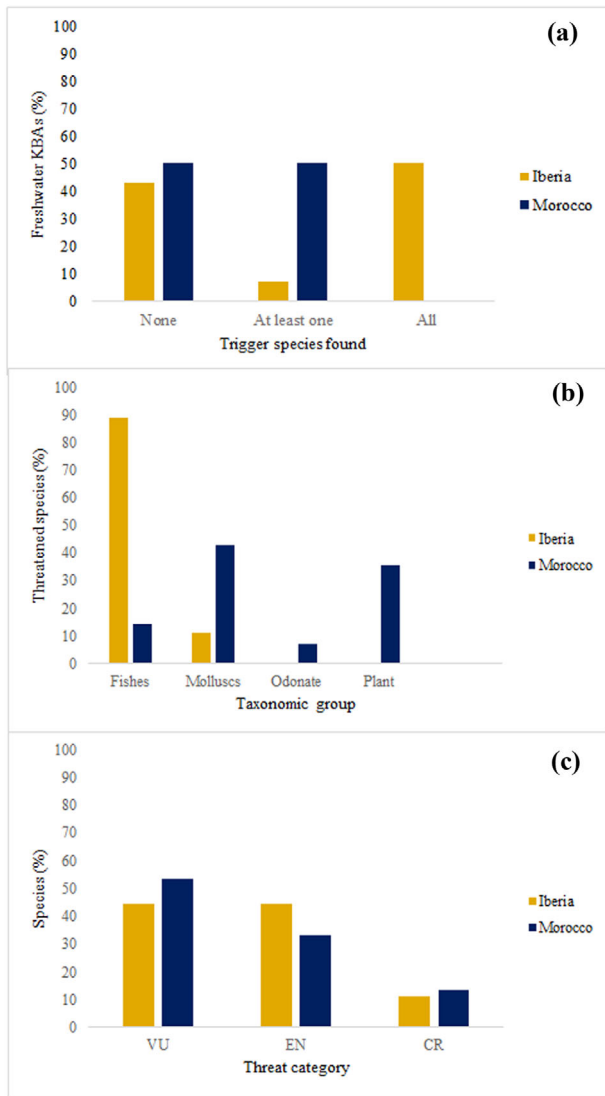 (a)
Freshwater KBAs (%)
100
90
80
70
60
50
40
30
20
10
0
None At least one All
Trigger species found
Iberia
Morocco
(b)
Threatened species (%)
100
90
80
70
60
50
40
30
20
10
0
Fishes Molluscs Odonate Plant
Taxonomic group
Iberia
Morocco
(c)
Species (%)
100
90
80
70
60
50
40
30
20
10
0
VU EN CR
Threat category
Iberia
Morocco